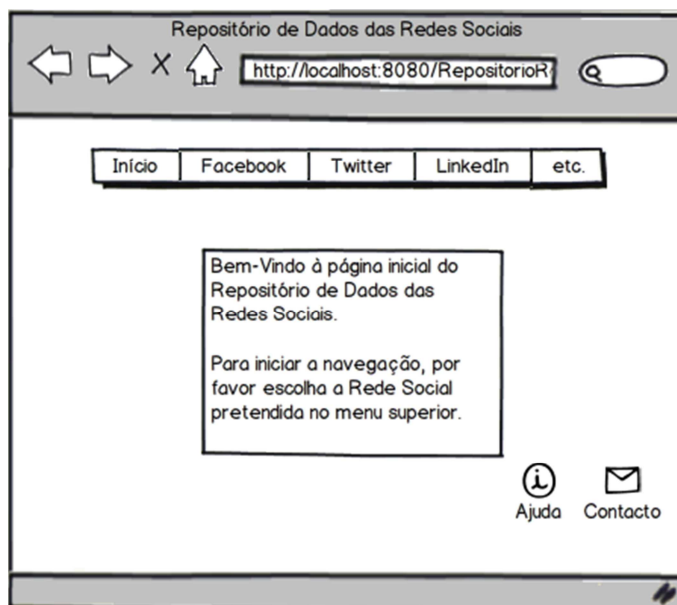 Repositório de Dados das Redes Sociais
http://localhost:8080/RepositorioR
Início Facebook Twitter LinkedIn etc.
Bem-Vindo à página inicial do
Repositório de Dados das
Redes Sociais.
Para iniciar a navegação, por
favor escolha a Rede Social
pretendida no menu superior.
Ajuda Contacto